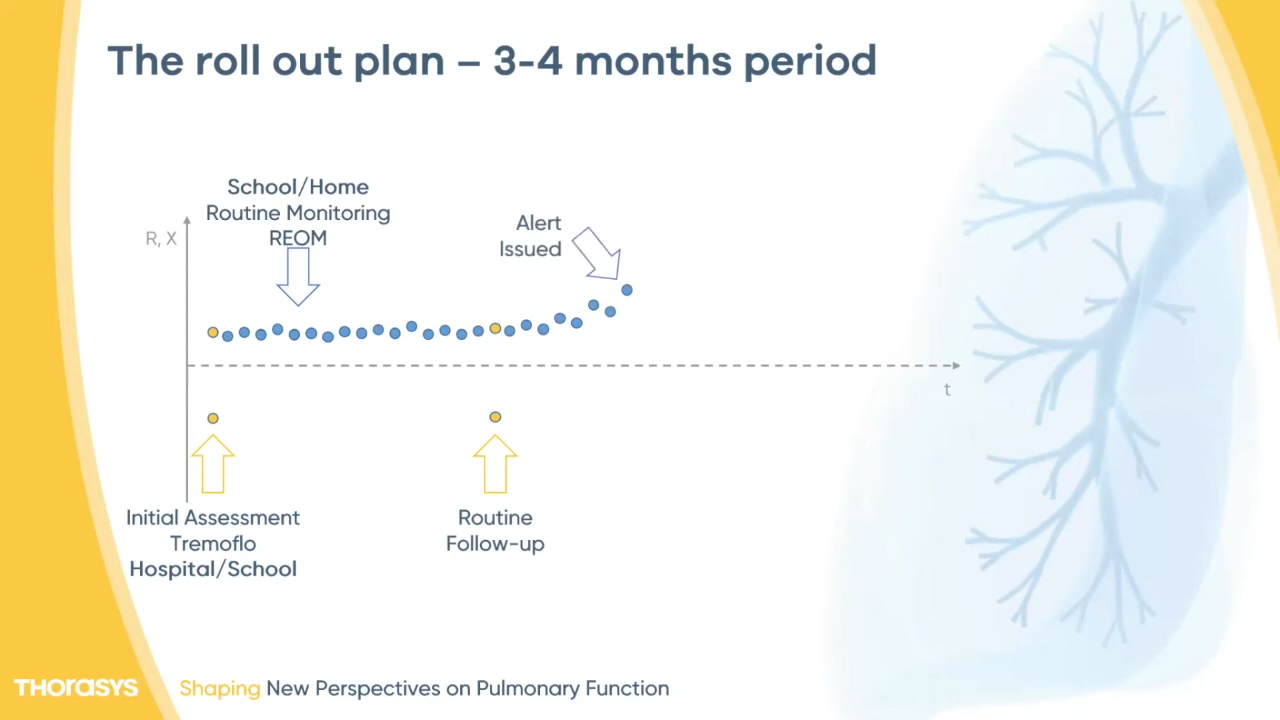 The roll out plan – 3-4 months period
School/Home
Routine Monitoring
REOM
R, X
Alert
Issued
t
Initial Assessment
Tremoflo
Hospital/School
Routine
Follow-up
THORASYS
Shaping New Perspectives on Pulmonary Function